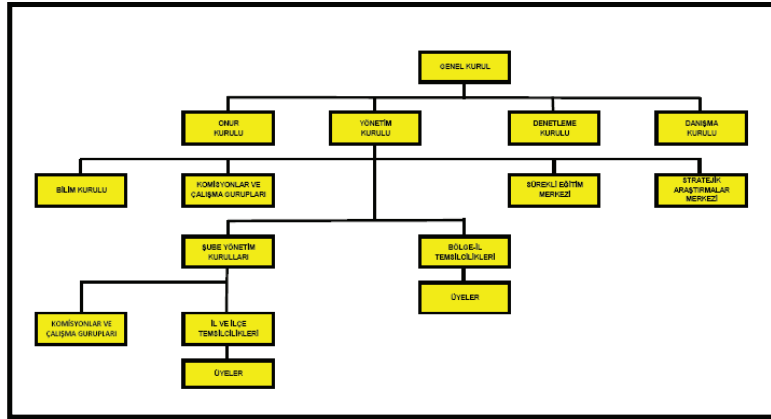 GENEL KURUL
ONUR
KURULU
YÖNETİM
KURULU
DENETLEME
KURULU
DANIŞMA
KURULU
BİLİM KURULU
KOMİSYONLAR VE
ÇALIŞMA GURUPLARI
SÜREKLİ EĞİTİM
MERKEZİ
STRATEJİK
ARAŞTIRMALAR
MERKEZİ
ŞUBE YÖNETİM
KURULLARI
BÖLGE-İL
TEMSİLCİLİKLERİ
ÜYELER
KOMİSYONLAR VE
ÇALIŞMA GURUPLARI
İL VE İLÇE
TEMSİLCİLİKLERİ
ÜYELER